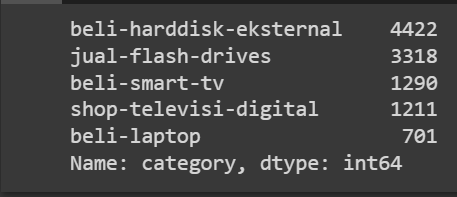 beli-harddisk-eksternal 4422
jual-flash-drives 3318
beli-smart-tv 1290
shop-televisi-digital 1211
beli-laptop 701
Name: category, dtype: int64